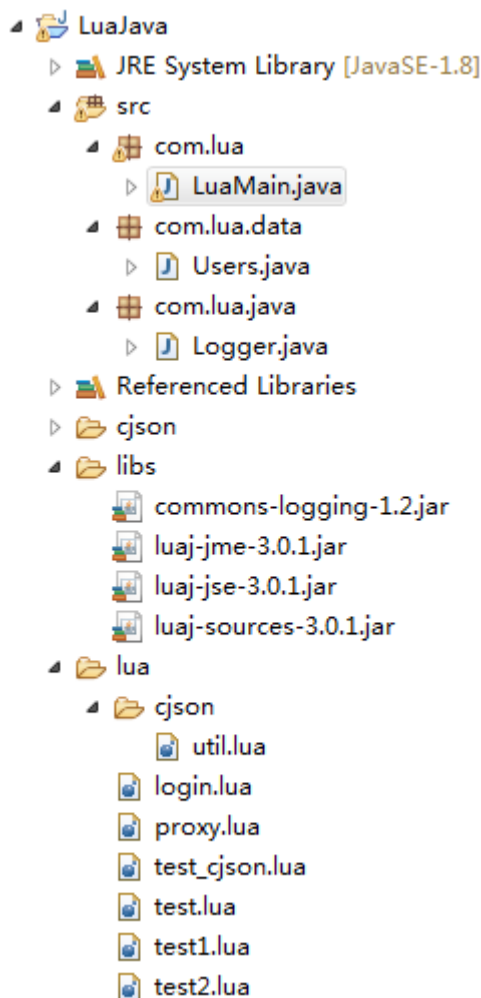 LuaJava
JRE System Library [JavaSE-1.8]
src
com.lua
LuaMain.java
com.lua.data
Users.java
com.lua.java
Logger.java
Referenced Libraries
cjson
libs
commons-logging-1.2.jar
luaj-jme-3.0.1.jar
luaj-jse-3.0.1.jar
luaj-sources-3.0.1.jar
lua
cjson
util.lua
login.lua
proxy.lua
test_cjson.lua
test.lua
test1.lua
test2.lua